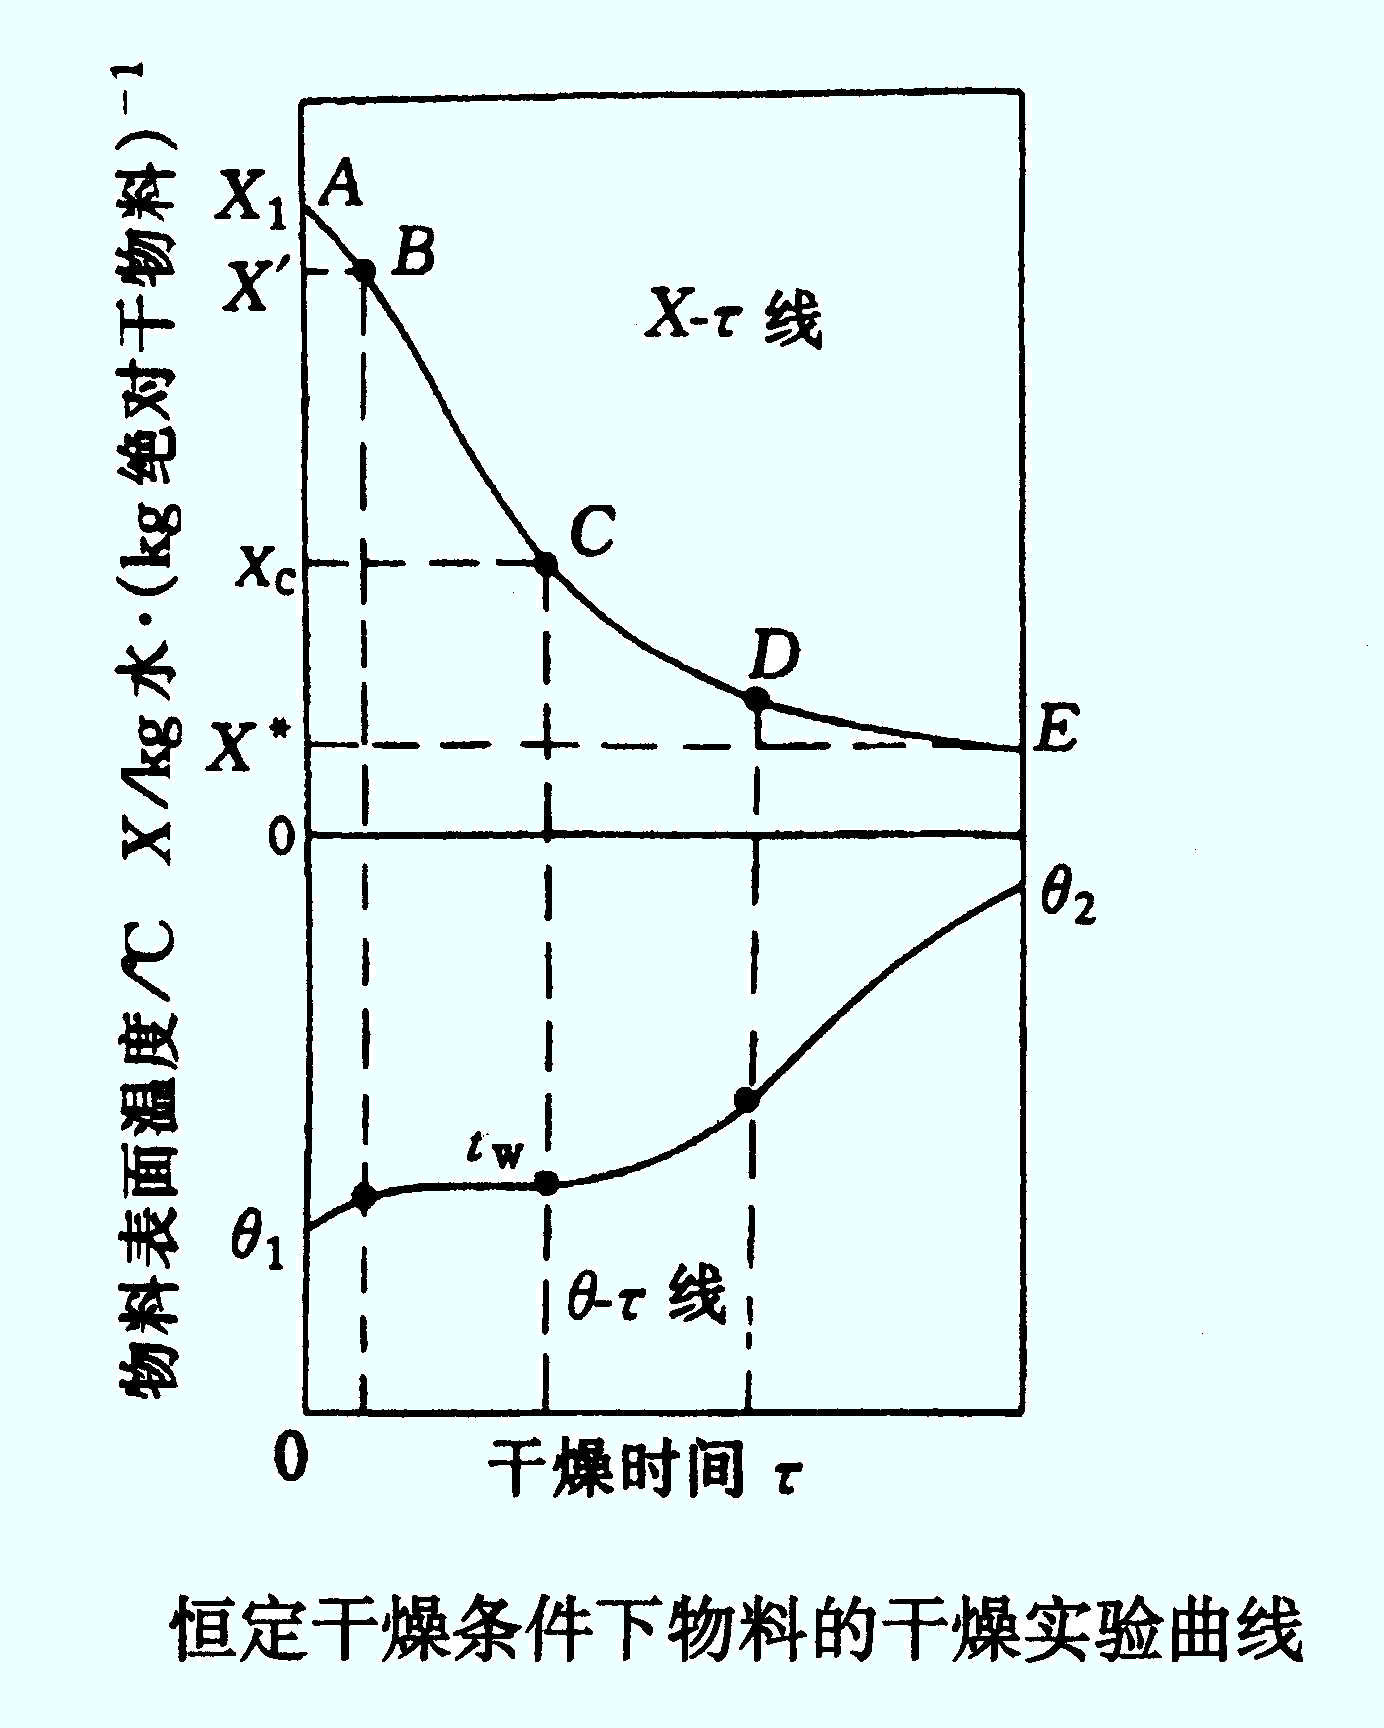 X/kg水·(kg绝对干物料)⁻¹
物料表面温度/℃
X₁
A
X′
B
X-τ 线
X_C
C
D
X*
E
0
θ₂
t_w
θ₁
θ-τ 线
0
干燥时间 τ
恒定干燥条件下物料的干燥实验曲线